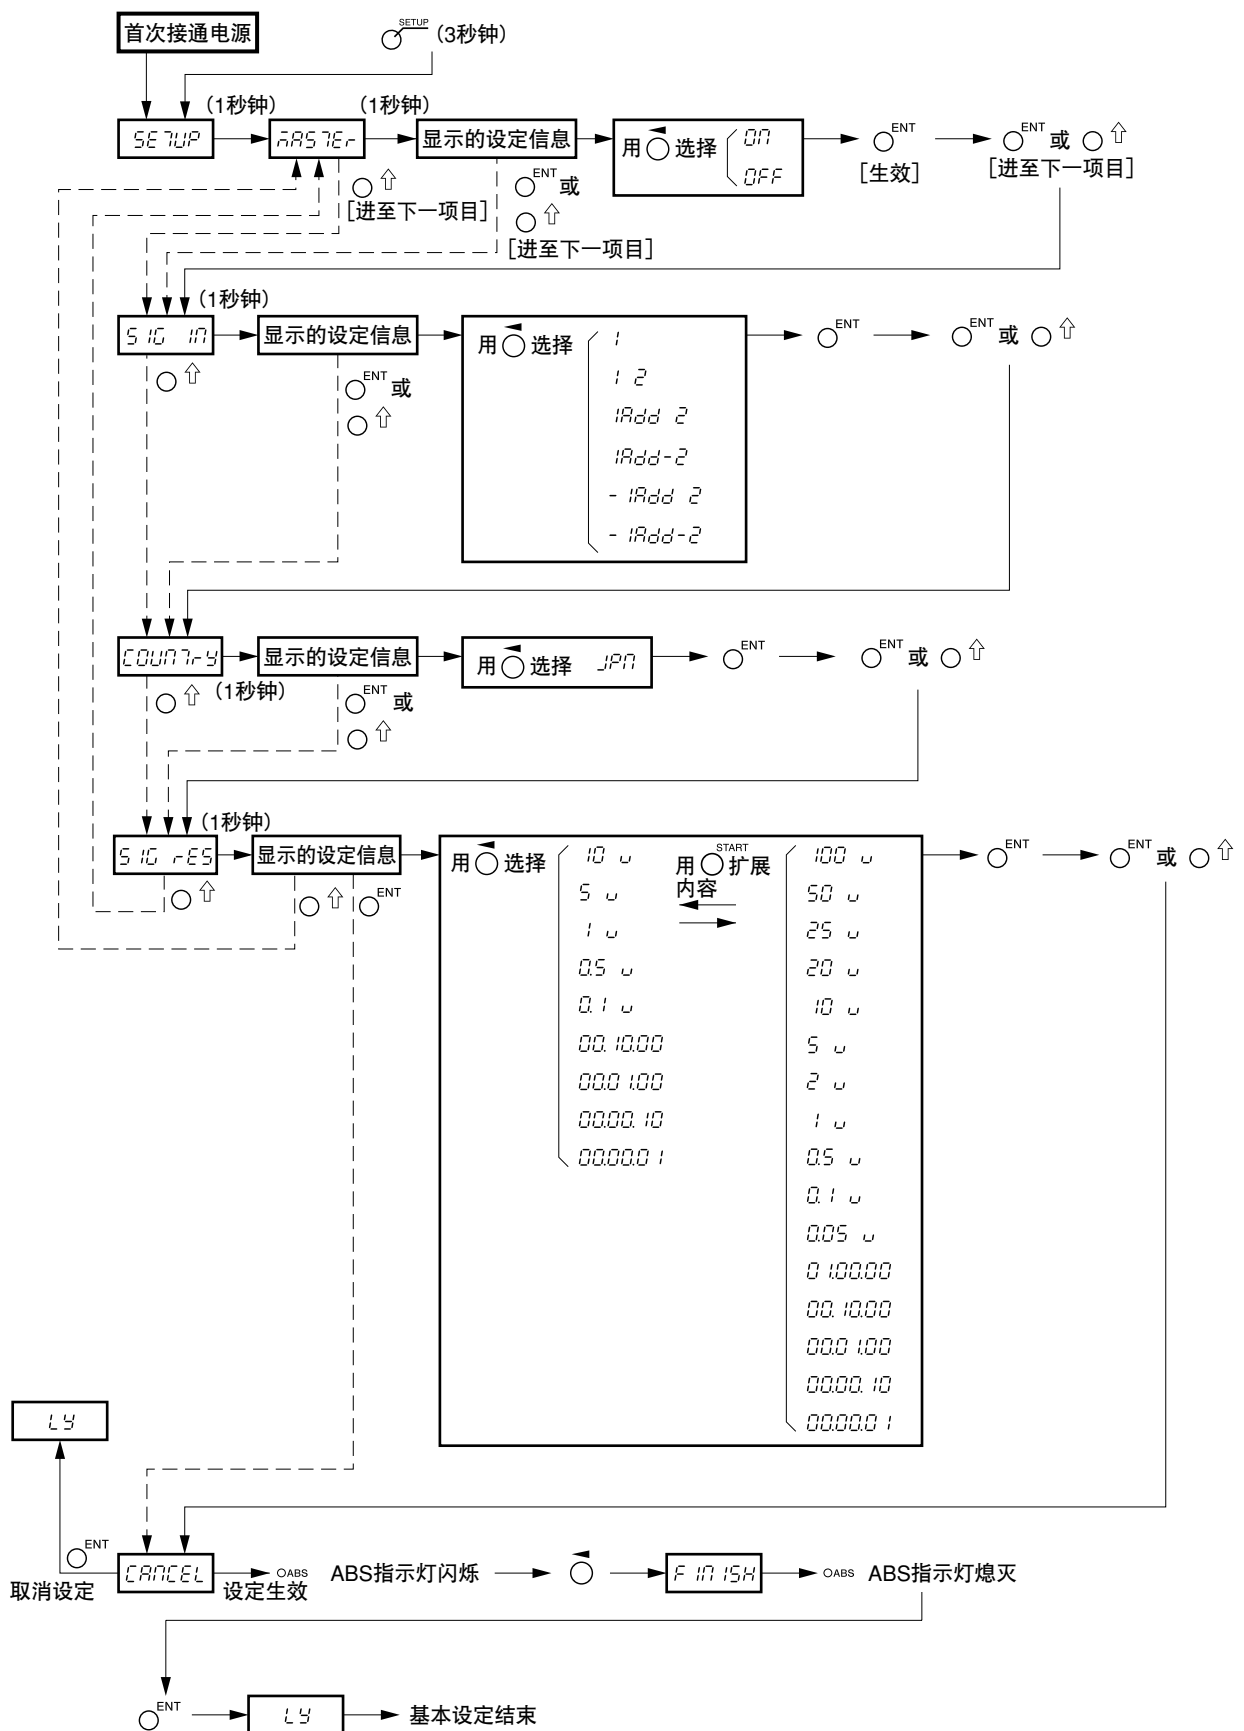 首次接通电源
SETUP
(3秒钟)
(1秒钟)
(1秒钟)
SETUP
MASTEr
显示的设定信息
用 选择
ON
OFF
ENT
[生效]
ENT 或
[进至下一项目]
[进至下一项目]
ENT 或
[进至下一项目]
(1秒钟)
SIG IN
显示的设定信息
用 选择
1
1 2
1Add 2
1Add-2
-1Add 2
-1Add-2
ENT
ENT 或
ENT 或
COUNTrY
显示的设定信息
用 选择 JPN
ENT
ENT 或
(1秒钟)
ENT 或
(1秒钟)
SIG rES
显示的设定信息
ENT
用 选择
10 u
5 u
1 u
0.5 u
0.1 u
00.10.00
00.01.00
00.00.10
00.00.01
START
用 扩展
内容
100 u
50 u
25 u
20 u
10 u
5 u
2 u
1 u
0.5 u
0.1 u
0.05 u
01.00.00
00.10.00
00.01.00
00.00.10
00.00.01
ENT
ENT 或
LY
ENT
取消设定
CANCEL
设定生效
ABS
ABS指示灯闪烁
FINISH
ABS
ABS指示灯熄灭
ENT
LY
基本设定结束